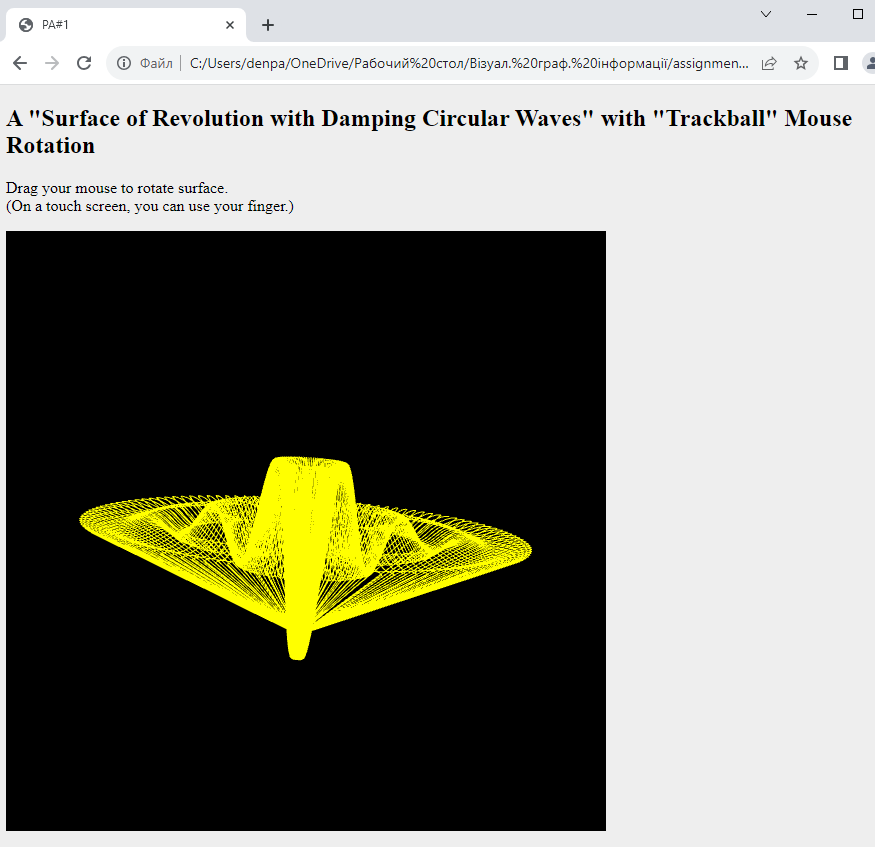 PA#1
Файл C:/Users/denpa/OneDrive/Рабочий%20стол/Візуал.%20граф.%20інформації/assignmen...
A "Surface of Revolution with Damping Circular Waves" with "Trackball" Mouse
Rotation
Drag your mouse to rotate surface.
(On a touch screen, you can use your finger.)